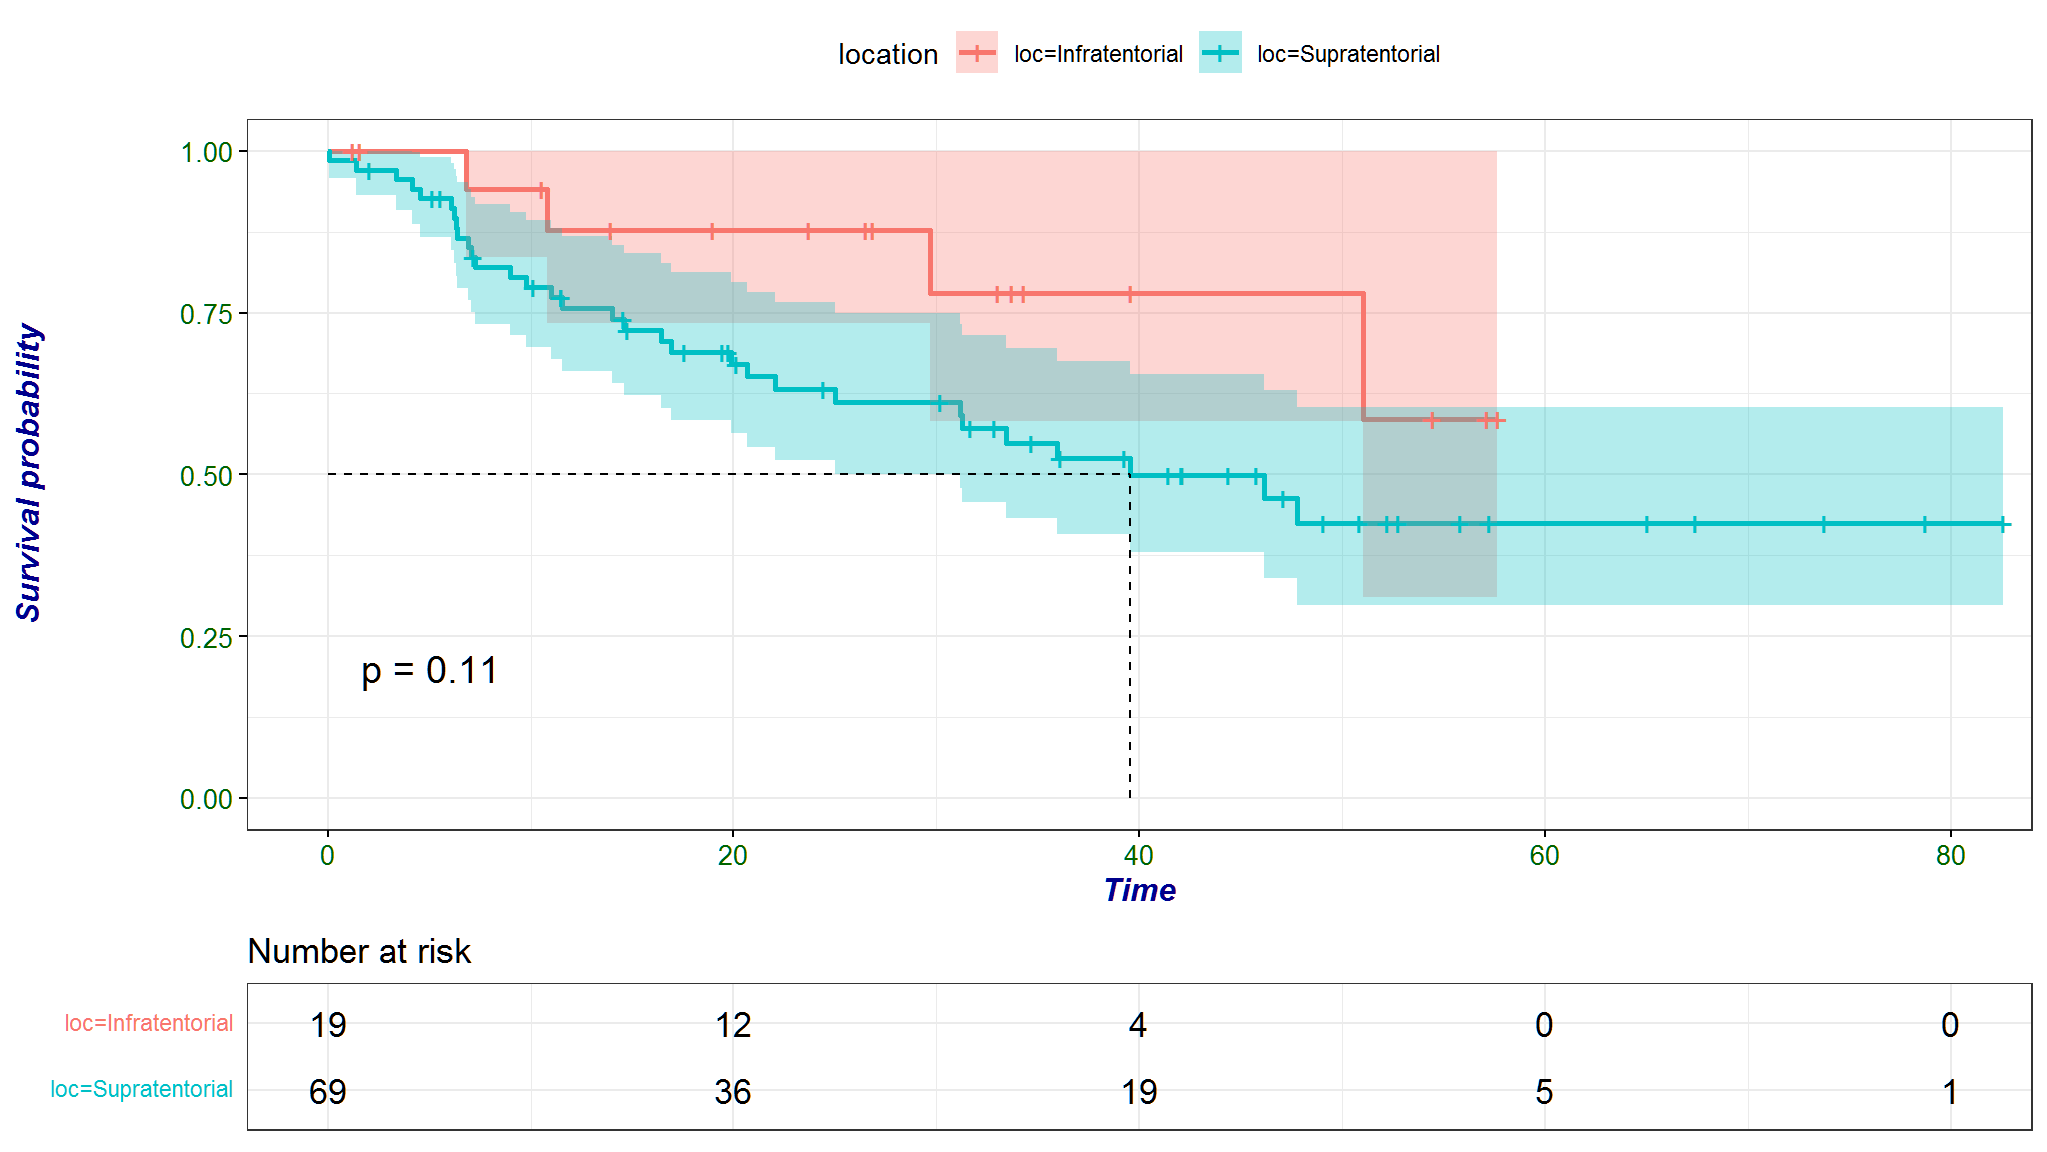 location loc=Infratentorial loc=Supratentorial
1.00
0.75
0.50
0.25
0.00
Survival probability
p = 0.11
0 20 40 60 80
Time
Number at risk
loc=Infratentorial 19 12 4 0 0
loc=Supratentorial 69 36 19 5 1